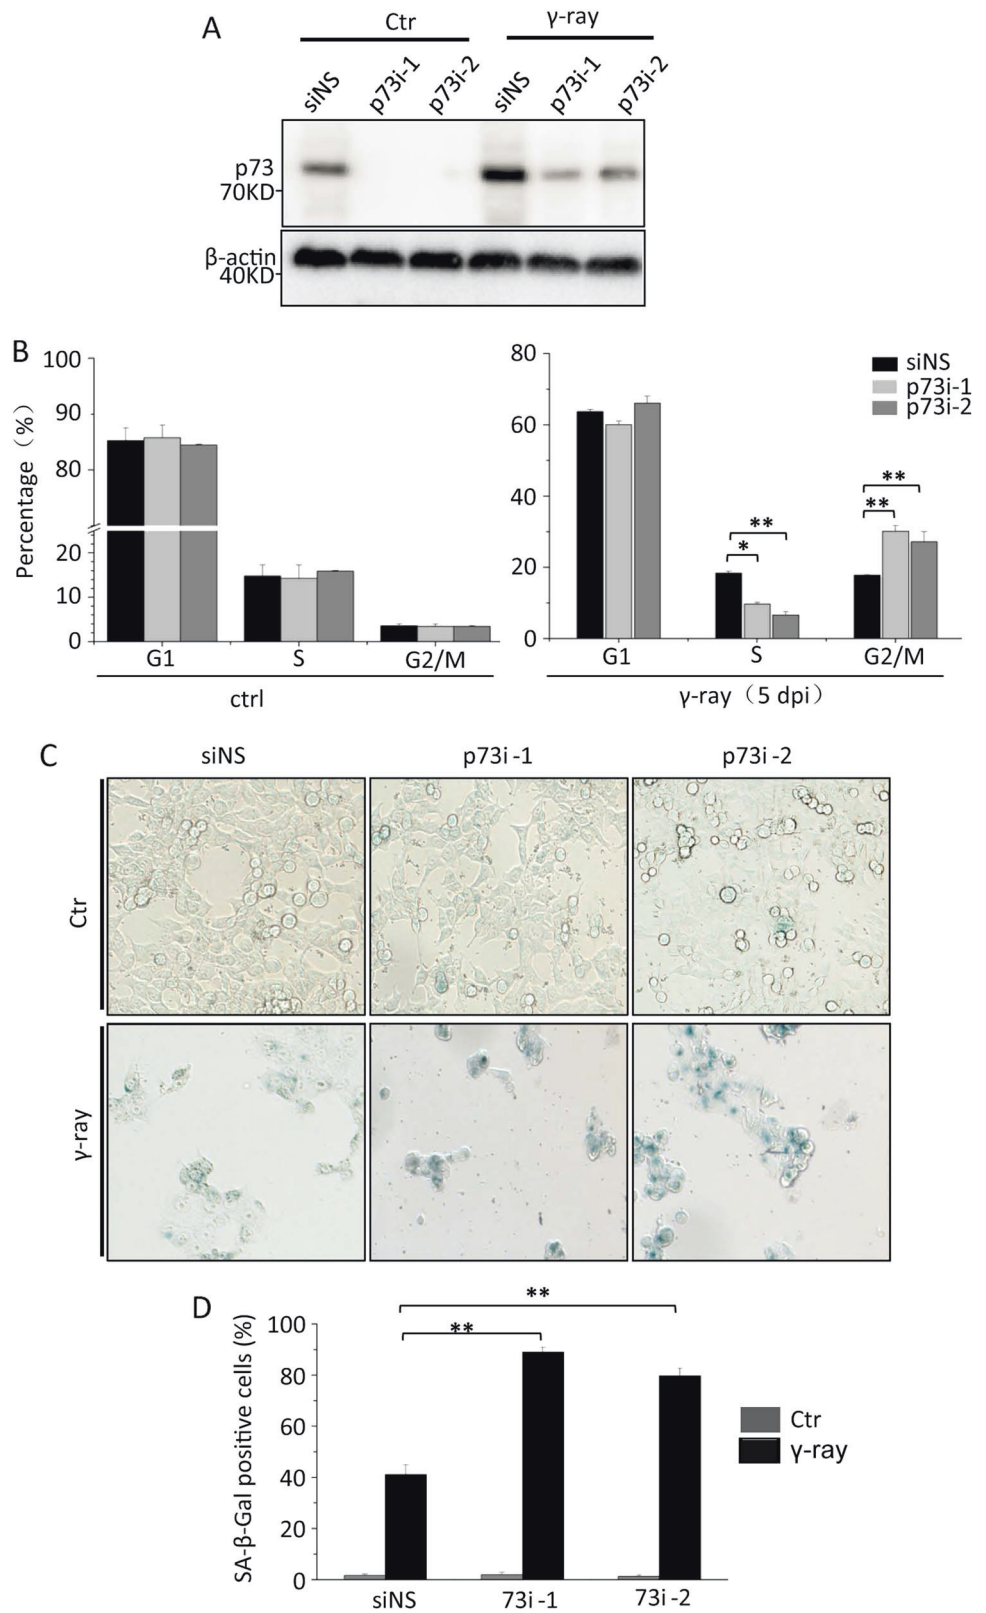 A
Ctr
γ-ray
siNS
p73i-1
p73i-2
siNS
p73i-1
p73i-2
p73
70KD
β-actin
40KD
B
Percentage（%）
100
90
80
20
10
0
G1
S
G2/M
ctrl
80
60
40
20
0
siNS
p73i-1
p73i-2
**
**
**
*
G1
S
G2/M
γ-ray（5 dpi）
C
siNS
p73i-1
p73i-2
Ctr
γ-ray
D
SA-β-Gal positive cells (%)
100
80
60
40
20
0
**
**
siNS
73i-1
73i-2
Ctr
γ-ray